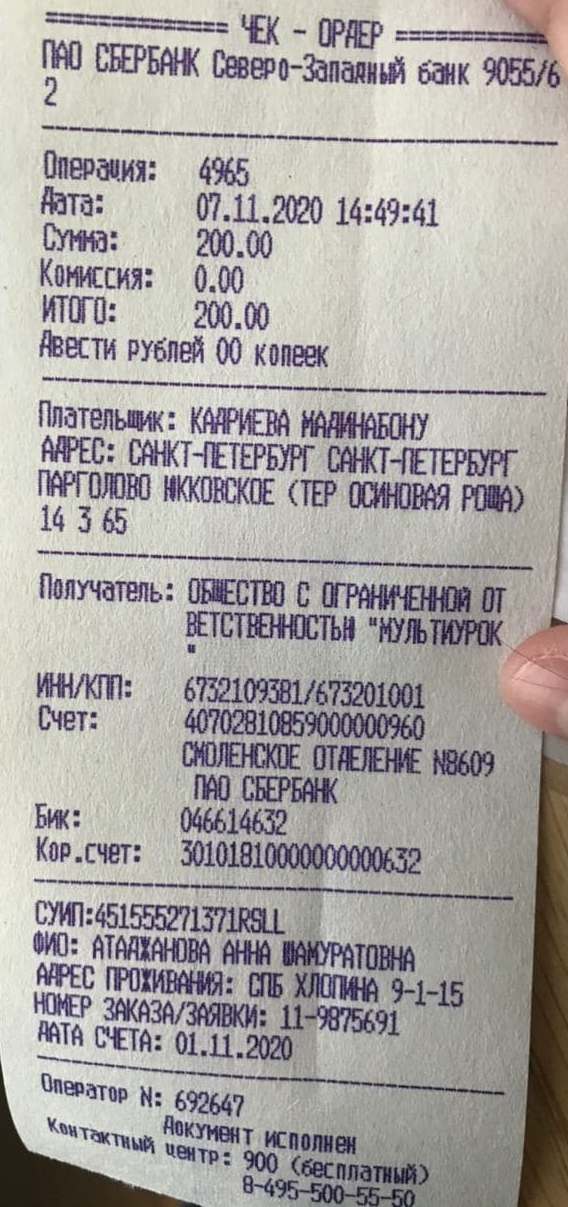 ============= ЧЕК - ОРДЕР =============
ПАО СБЕРБАНК Северо-Западный банк 9055/6
2
Операция: 4965
Дата: 07.11.2020 14:49:41
Сумма: 200.00
Комиссия: 0.00
ИТОГО: 200.00
Двести рублей 00 копеек
Плательщик: КАДРИЕВА МАДИНАБОНУ
АДРЕС: САНКТ-ПЕТЕРБУРГ САНКТ-ПЕТЕРБУРГ
ПАРГОЛОВО (ТЕР ОСИНОВАЯ РОЩА)
14 3 65
Получатель: ОБЩЕСТВО С ОГРАНИЧЕННОЙ ОТ
ВЕТСТВЕННОСТЬЮ "МУЛЬТИУРОК
"
ИНН/КПП: 6732109381/673201001
Счет: 40702810859000000960
СМОЛЕНСКОЕ ОТДЕЛЕНИЕ N8609
ПАО СБЕРБАНК
Бик: 046614632
Кор.счет: 30101810000000000632
СУИП:451555271371RSLL
ФИО: АТАДЖАНОВА АННА ШАМУРАТОВНА
АДРЕС ПРОЖИВАНИЯ: СПБ ХЛОПИНА 9-1-15
НОМЕР ЗАКАЗА/ЗАЯВКИ: 11-9875691
ДАТА СЧЕТА: 01.11.2020
Оператор N: 692647
Документ исполнен
Контактный центр: 900 (бесплатный)
8-495-500-55-50